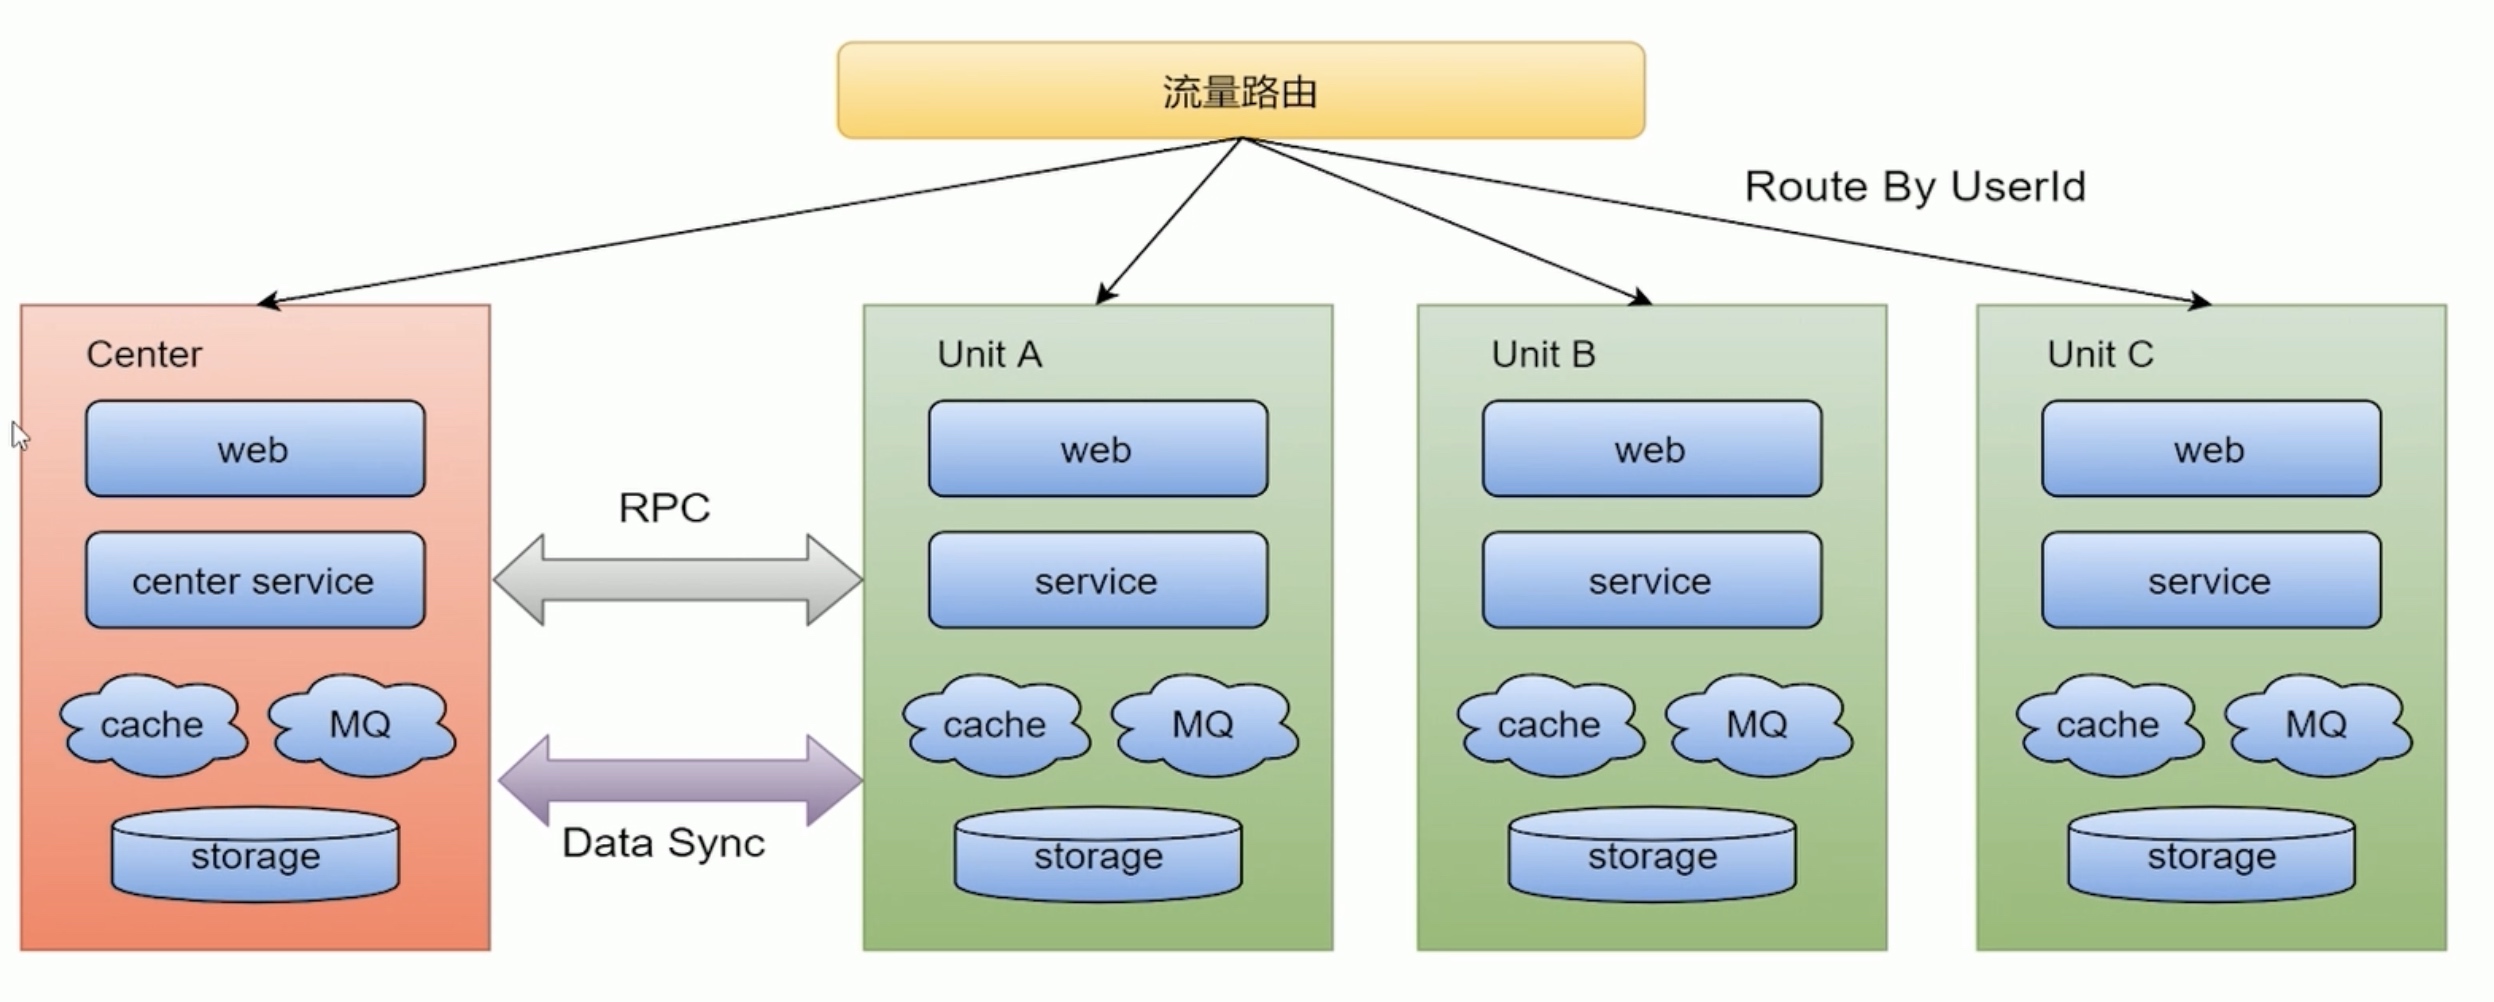 流量路由
Route By UserId
Center
web
center service
cache
MQ
storage
RPC
Data Sync
Unit A
web
service
cache
MQ
storage
Unit B
web
service
cache
MQ
storage
Unit C
web
service
cache
MQ
storage